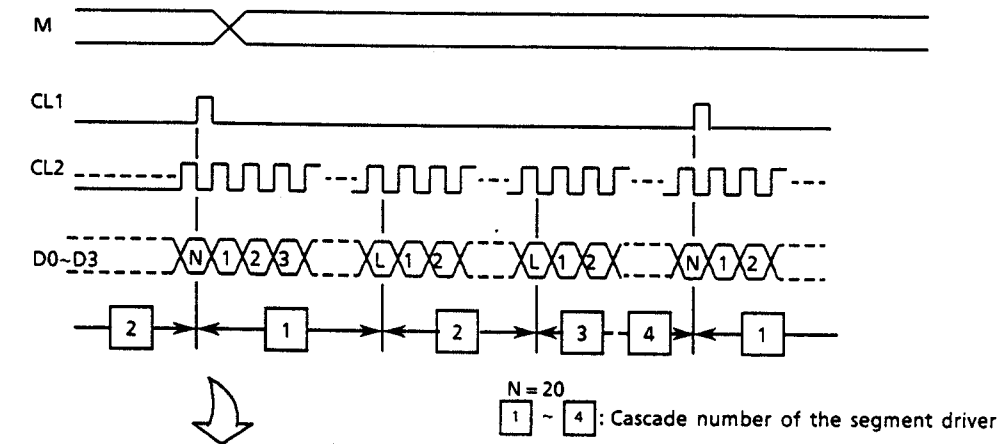 M
CL1
CL2
D0~D3 N 1 2 3 L 1 2 L 1 2 N 1 2
2 1 2 3 4 1
N = 20
1 ~ 4 : Cascade number of the segment driver